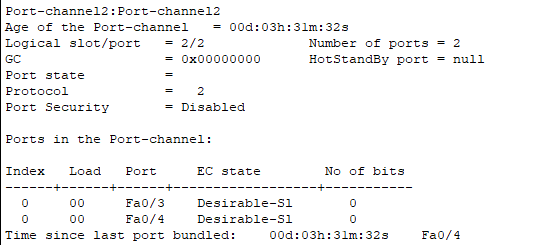 Port-channel2:Port-channel2
Age of the Port-channel   = 00d:03h:31m:32s
Logical slot/port   = 2/2             Number of ports = 2
GC                  = 0x00000000      HotStandBy port = null
Port state          =
Protocol            =   2
Port Security       = Disabled
Ports in the Port-channel:
Index   Load   Port     EC state        No of bits
------+------+------+------------------+-----------
  0     00     Fa0/3    Desirable-Sl       0
  0     00     Fa0/4    Desirable-Sl       0
Time since last port bundled:    00d:03h:31m:32s    Fa0/4